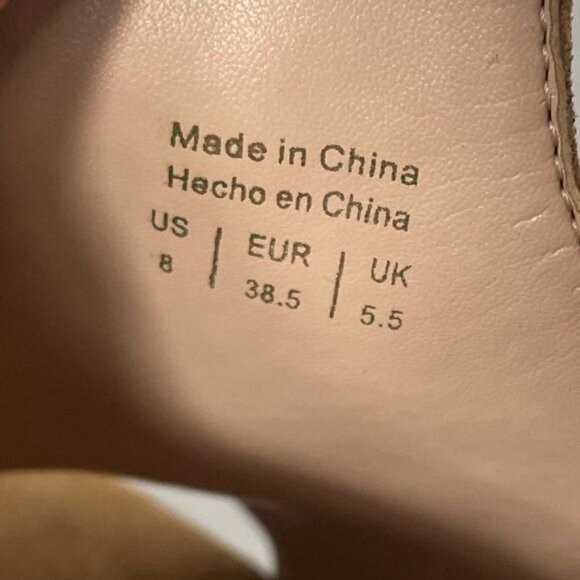 Made in China
Hecho en China
US | EUR | UK
8 | 38.5 | 5.5